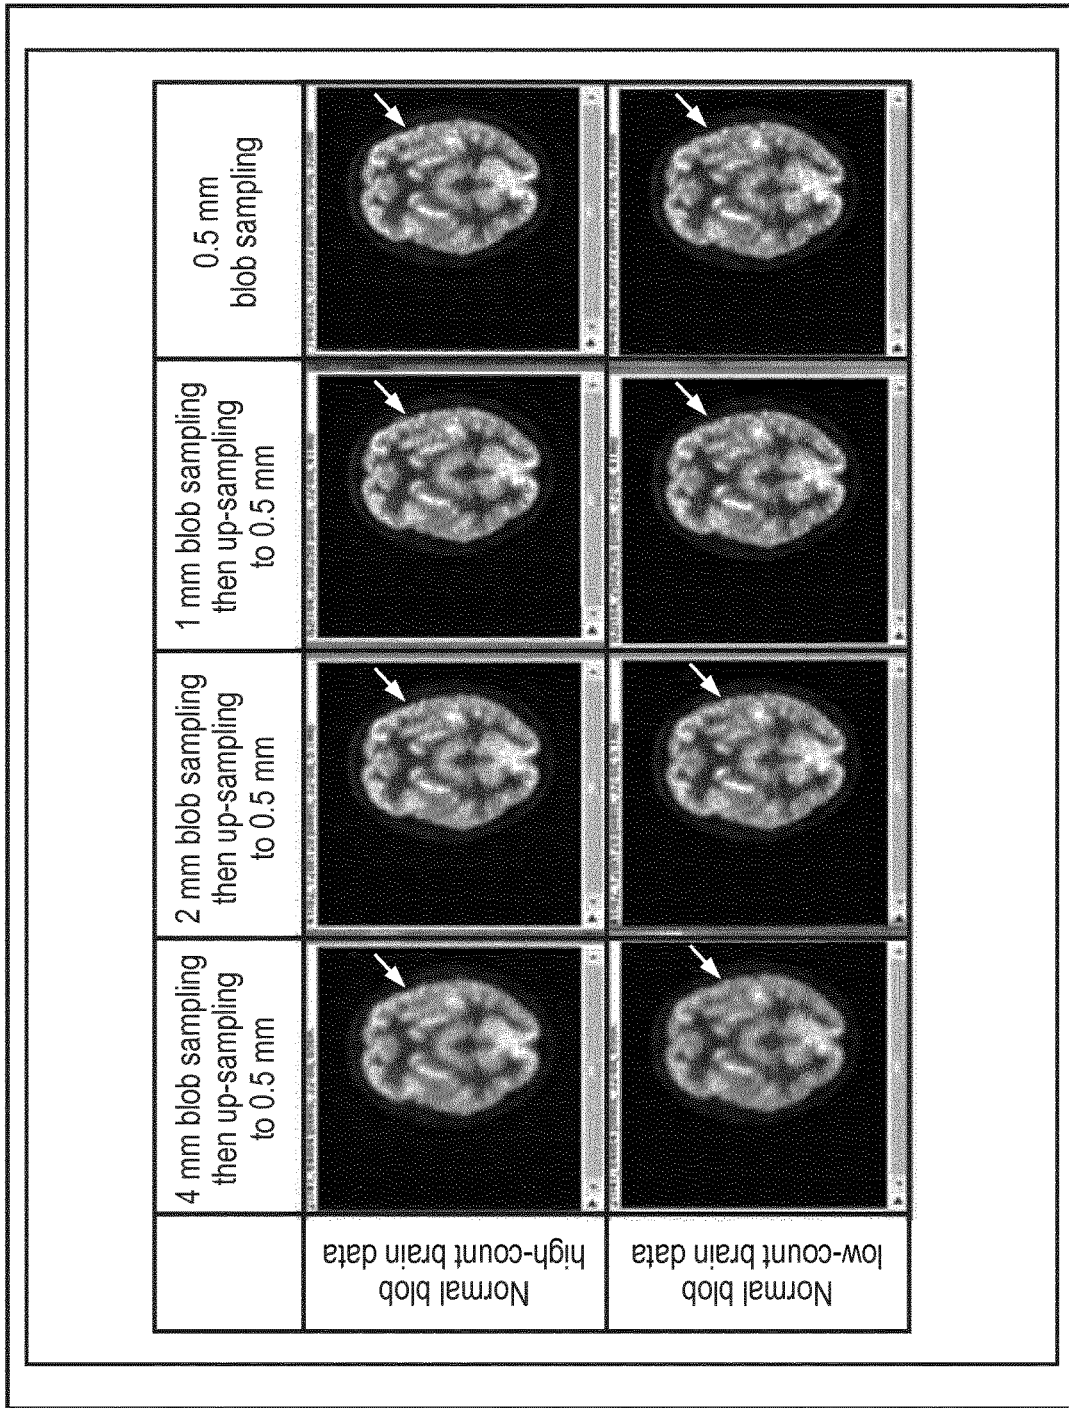 4 mm blob sampling
then up-sampling
to 0.5 mm
2 mm blob sampling
then up-sampling
to 0.5 mm
1 mm blob sampling
then up-sampling
to 0.5 mm
0.5 mm
blob sampling
Normal blob
high-count brain data
Normal blob
low-count brain data